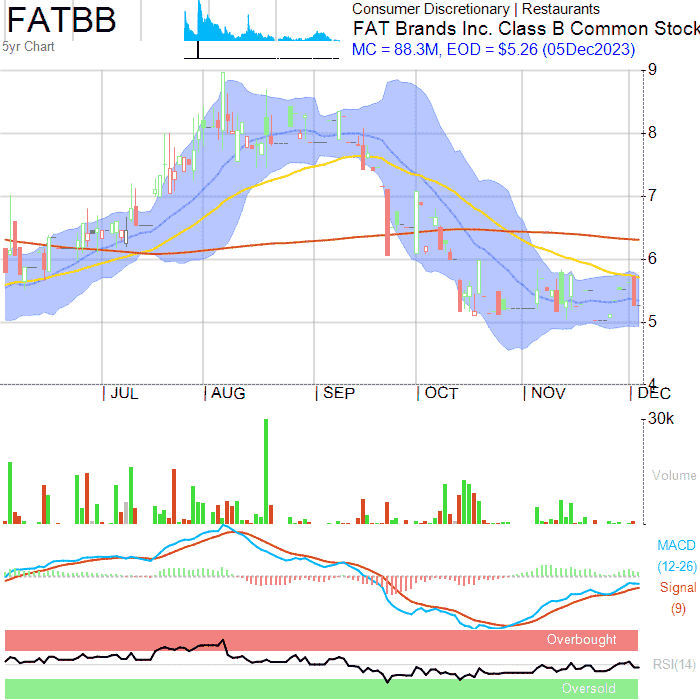 FATBB
5yr Chart
Consumer Discretionary | Restaurants
FAT Brands Inc. Class B Common Stock
MC = 88.3M, EOD = $5.26 (05Dec2023)
9
8
7
6
5
4
JUL AUG SEP OCT NOV DEC
30k
Volume
MACD
(12-26)
Signal
(9)
Overbought
RSI(14)
Oversold